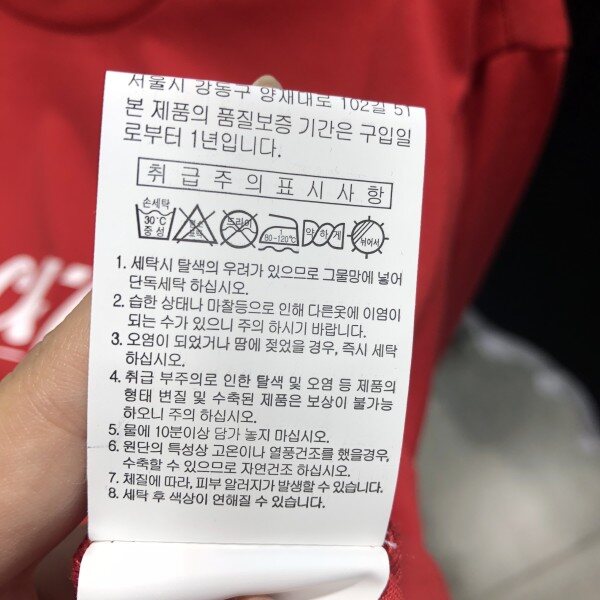 서울시 강동구 양재대로 102길 51
본 제품의 품질보증 기간은 구입일
로부터 1년입니다.
취급주의표시사항
손세탁
30℃
중성
드라이
1
80-120℃
약하게
뉘어서
1. 세탁시 탈색의 우려가 있으므로 그물망에 넣어
단독세탁 하십시오.
2. 습한 상태나 마찰등으로 인해 다른옷에 이염이
되는 수가 있으니 주의 하시기 바랍니다.
3. 오염이 되었거나 땀에 젖었을 경우, 즉시 세탁
하십시오.
4. 취급 부주의로 인한 탈색 및 오염 등 제품의
형태 변질 및 수축된 제품은 보상이 불가능
하오니 주의 하십시오.
5. 물에 10분이상 담가 놓지 마십시오.
6. 원단의 특성상 고온이나 열풍건조를 했을경우,
수축할 수 있으므로 자연건조 하십시오.
7. 체질에 따라, 피부 알러지가 발생할 수 있습니다.
8. 세탁 후 색상이 연해질 수 있습니다.